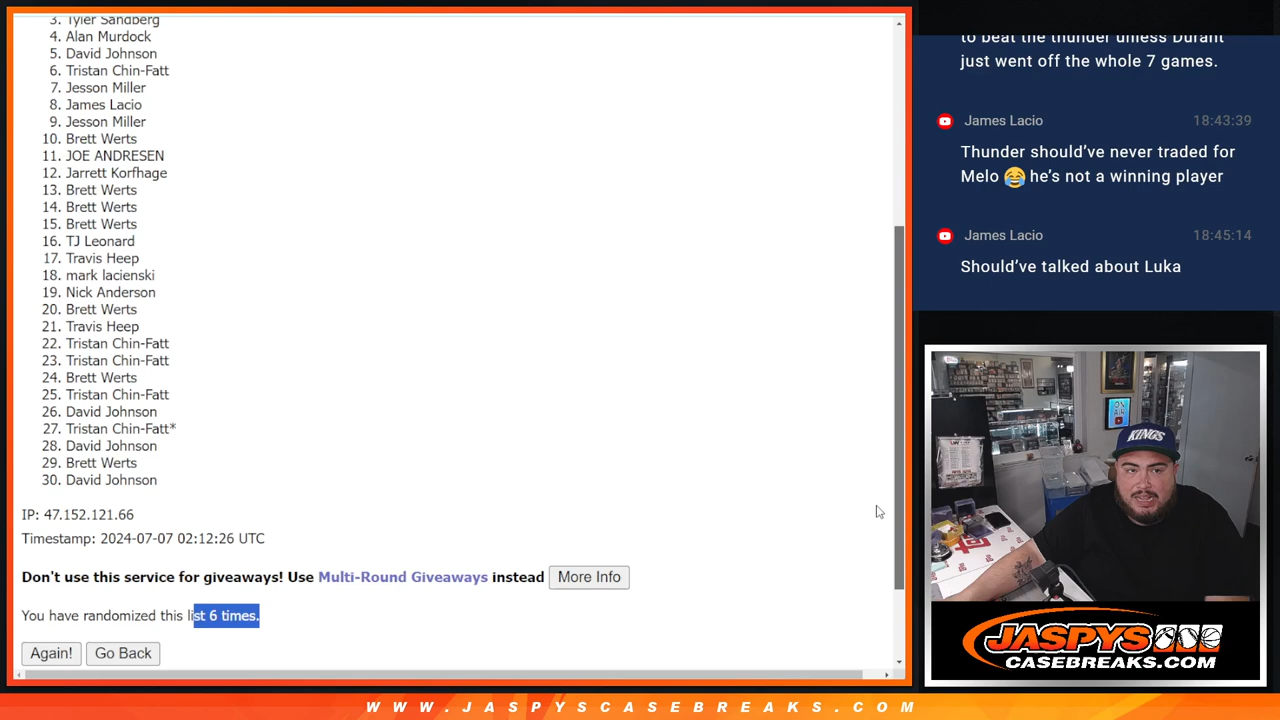 3. Tyler Sandberg
4. Alan Murdock
5. David Johnson
6. Tristan Chin-Fatt
7. Jesson Miller
8. James Lacio
9. Jesson Miller
10. Brett Werts
11. JOE ANDRESEN
12. Jarrett Korfhage
13. Brett Werts
14. Brett Werts
15. Brett Werts
16. TJ Leonard
17. Travis Heep
18. mark lacienski
19. Nick Anderson
20. Brett Werts
21. Travis Heep
22. Tristan Chin-Fatt
23. Tristan Chin-Fatt
24. Brett Werts
25. Tristan Chin-Fatt
26. David Johnson
27. Tristan Chin-Fatt*
28. David Johnson
29. Brett Werts
30. David Johnson
IP: 47.152.121.66
Timestamp: 2024-07-07 02:12:26 UTC
Don't use this service for giveaways! Use Multi-Round Giveaways instead More Info
You have randomized this list 6 times.
Again! Go Back
to beat the thunder unless Durant
just went off the whole 7 games.
James Lacio 18:43:39
Thunder should've never traded for
Melo 😂 he's not a winning player
James Lacio 18:45:14
Should've talked about Luka
ON
AIR
KINGS
JASPYS
CASEBREAKS.COM
WWW.JASPYSCASEBREAKS.COM